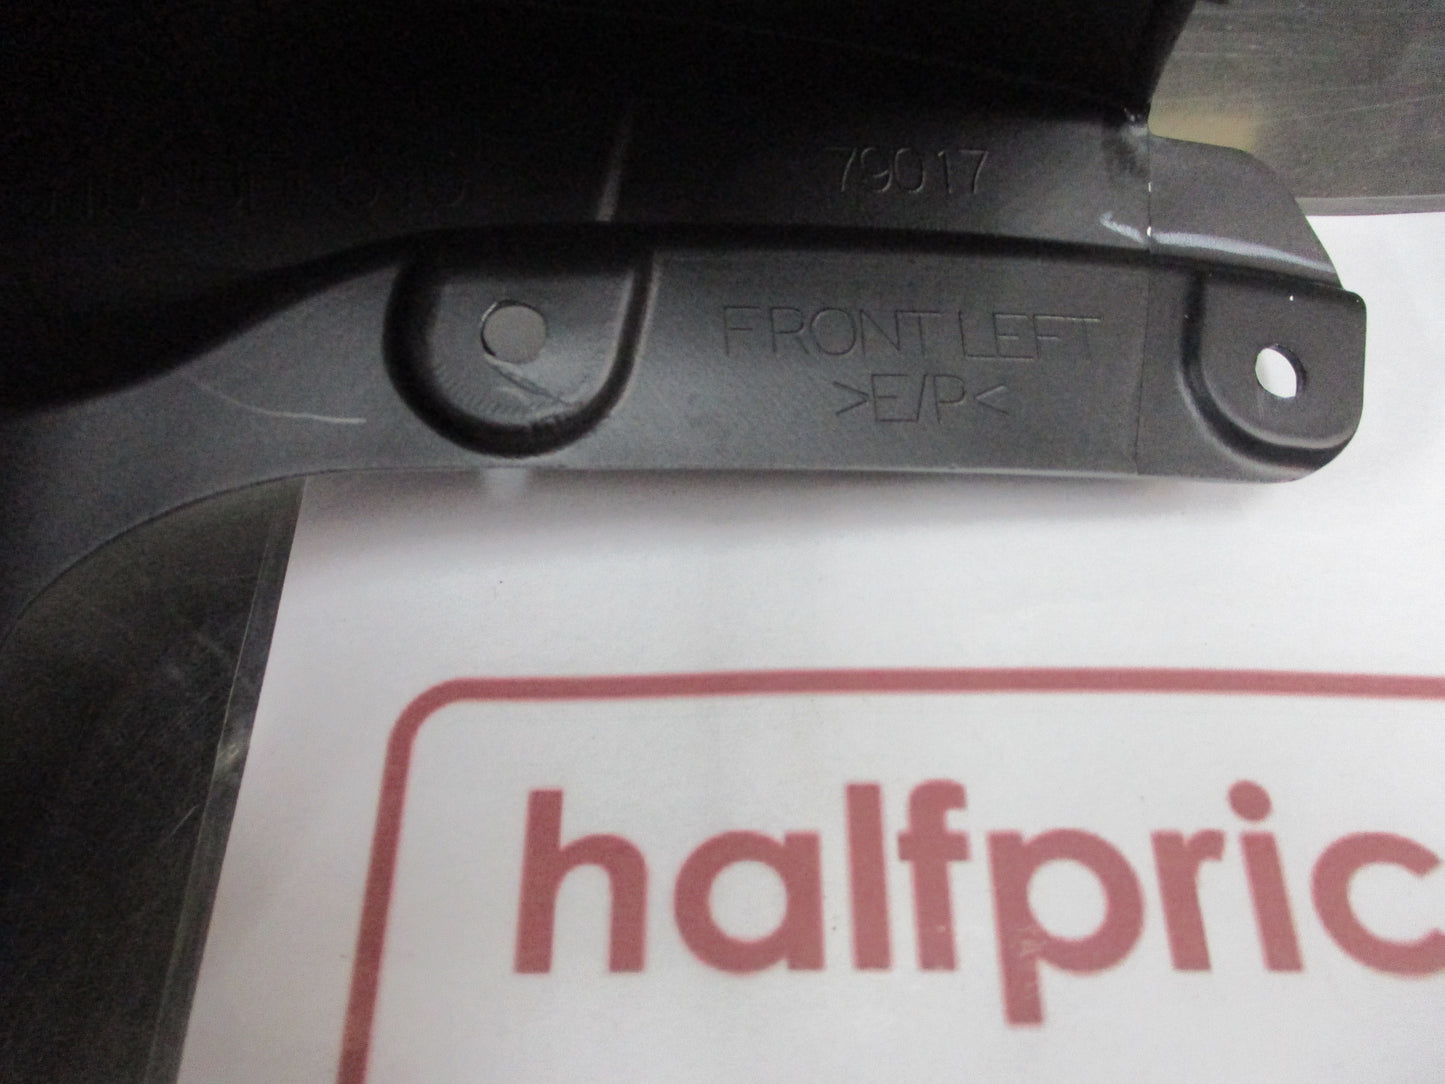 79017
FRONT LEFT
>E/P<
halfpric